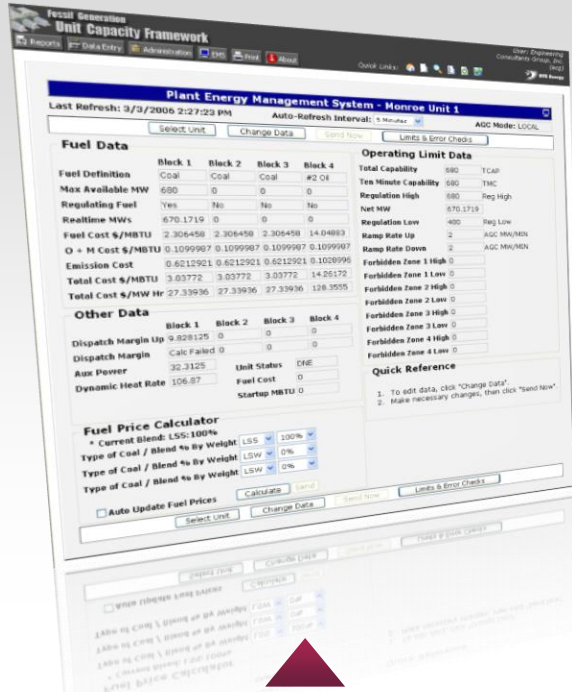 Fossil Generation
Unit Capacity Framework
Reports Data Entry Administration EMS Print About
User: Engineering
Consultants Group, Inc.
(ecg)
Quick Links:
DTE Energy
Plant Energy Management System - Monroe Unit 1
Last Refresh: 3/3/2006 2:27:23 PM Auto-Refresh Interval: 5 Minutes AGC Mode: LOCAL
Select Unit Change Data Send Now Limits & Error Checks
Fuel Data
Block 1 Block 2 Block 3 Block 4
Fuel Definition Coal Coal Coal #2 Oil
Max Available MW 680 0 0 0
Regulating Fuel Yes No No No
Realtime MWs 670.1719 0 0 0
Fuel Cost $/MBTU 2.306458 2.306458 2.306458 14.04883
O + M Cost $/MBTU 0.1099987 0.1099987 0.1099987 0.1099987
Emission Cost 0.6212921 0.6212921 0.6212921 0.1028996
Total Cost $/MBTU 3.03772 3.03772 3.03772 14.26172
Total Cost $/MW Hr 27.33936 27.33936 27.33936 128.3555
Other Data
Block 1 Block 2 Block 3 Block 4
Dispatch Margin Up 9.828125 0 0 0
Dispatch Margin Calc Failed 0 0 0
Aux Power 32.3125 Unit Status DNE
Dynamic Heat Rate 106.87 Fuel Cost 0
Startup MBTU 0
Fuel Price Calculator
* Current Blend: LSS:100%
Type of Coal / Blend % By Weight LSS 100%
Type of Coal / Blend % By Weight LSW 0%
Type of Coal / Blend % By Weight LSW 0%
Calculate Send
Auto Update Fuel Prices
Operating Limit Data
Total Capability 680 TCAP
Ten Minute Capability 680 TMC
Regulation High 680 Reg High
Net MW 670.1719
Regulation Low 400 Reg Low
Ramp Rate Up 2 AGC MW/MIN
Ramp Rate Down 2 AGC MW/MIN
Forbidden Zone 1 High 0
Forbidden Zone 1 Low 0
Forbidden Zone 2 High 0
Forbidden Zone 2 Low 0
Forbidden Zone 3 High 0
Forbidden Zone 3 Low 0
Forbidden Zone 4 High 0
Forbidden Zone 4 Low 0
Quick Reference
1. To edit data, click "Change Data".
2. Make necessary changes, then click "Send Now".
Select Unit Change Data Send Now Limits & Error Checks